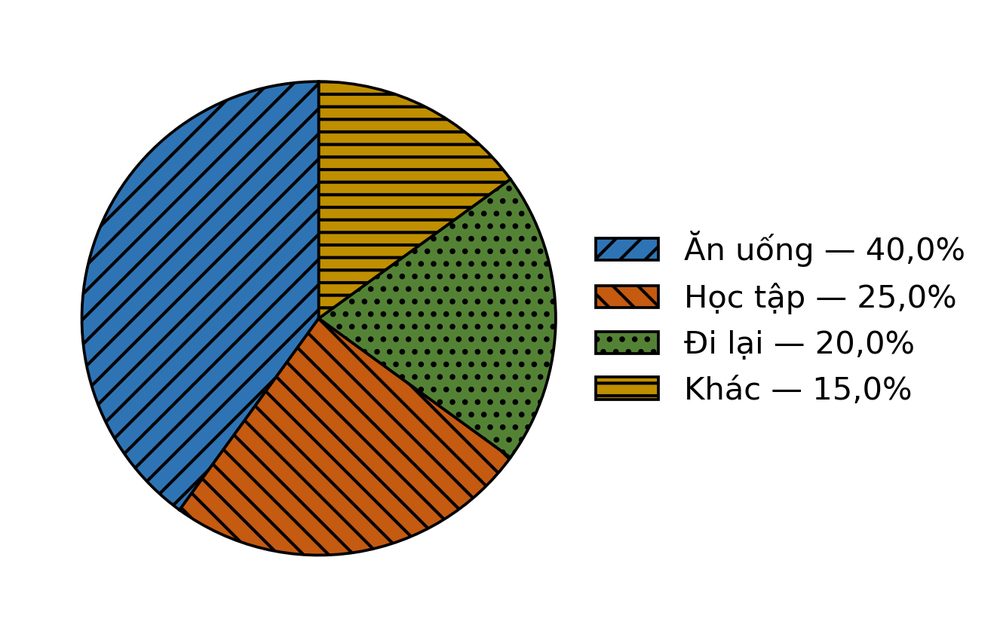 Ăn uống — 40,0%
Học tập — 25,0%
Đi lại — 20,0%
Khác — 15,0%